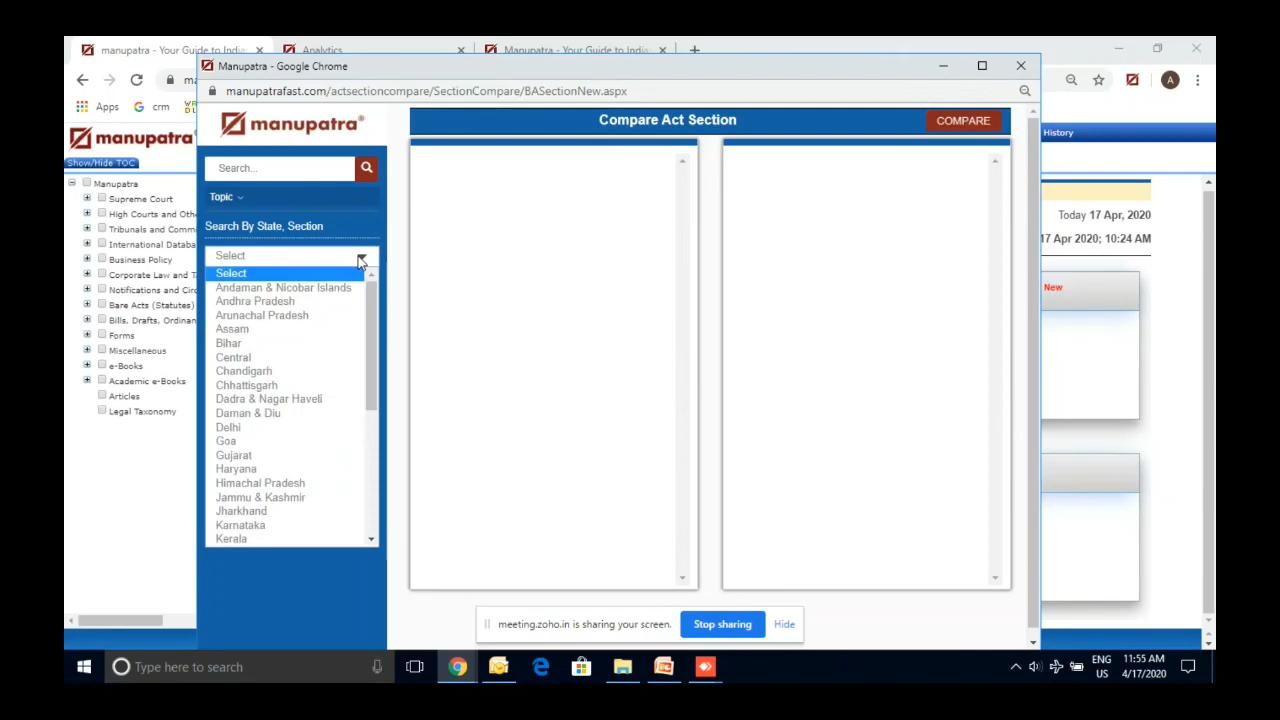 manupatra - Your Guide to India
Analytics
Manupatra - Your Guide to India
Manupatra - Google Chrome
manupatrafast.com/actsectioncompare/SectionCompare/BASectionNew.aspx
A
Apps
crm
manupatra
manupatra®
Compare Act Section
COMPARE
History
Show/Hide TOC
Search...
Topic
Search By State, Section
Select
Select
Andaman & Nicobar Islands
Andhra Pradesh
Arunachal Pradesh
Assam
Bihar
Central
Chandigarh
Chhattisgarh
Dadra & Nagar Haveli
Daman & Diu
Delhi
Goa
Gujarat
Haryana
Himachal Pradesh
Jammu & Kashmir
Jharkhand
Karnataka
Kerala
Manupatra
Supreme Court
High Courts and Oth
Tribunals and Comm
International Databa
Business Policy
Corporate Law and T
Notifications and Circ
Bare Acts (Statutes)
Bills, Drafts, Ordinan
Forms
Miscellaneous
e-Books
Academic e-Books
Articles
Legal Taxonomy
Today 17 Apr, 2020
17 Apr 2020; 10:24 AM
New
meeting.zoho.in is sharing your screen.
Stop sharing
Hide
Type here to search
ENG
US
11:55 AM
4/17/2020